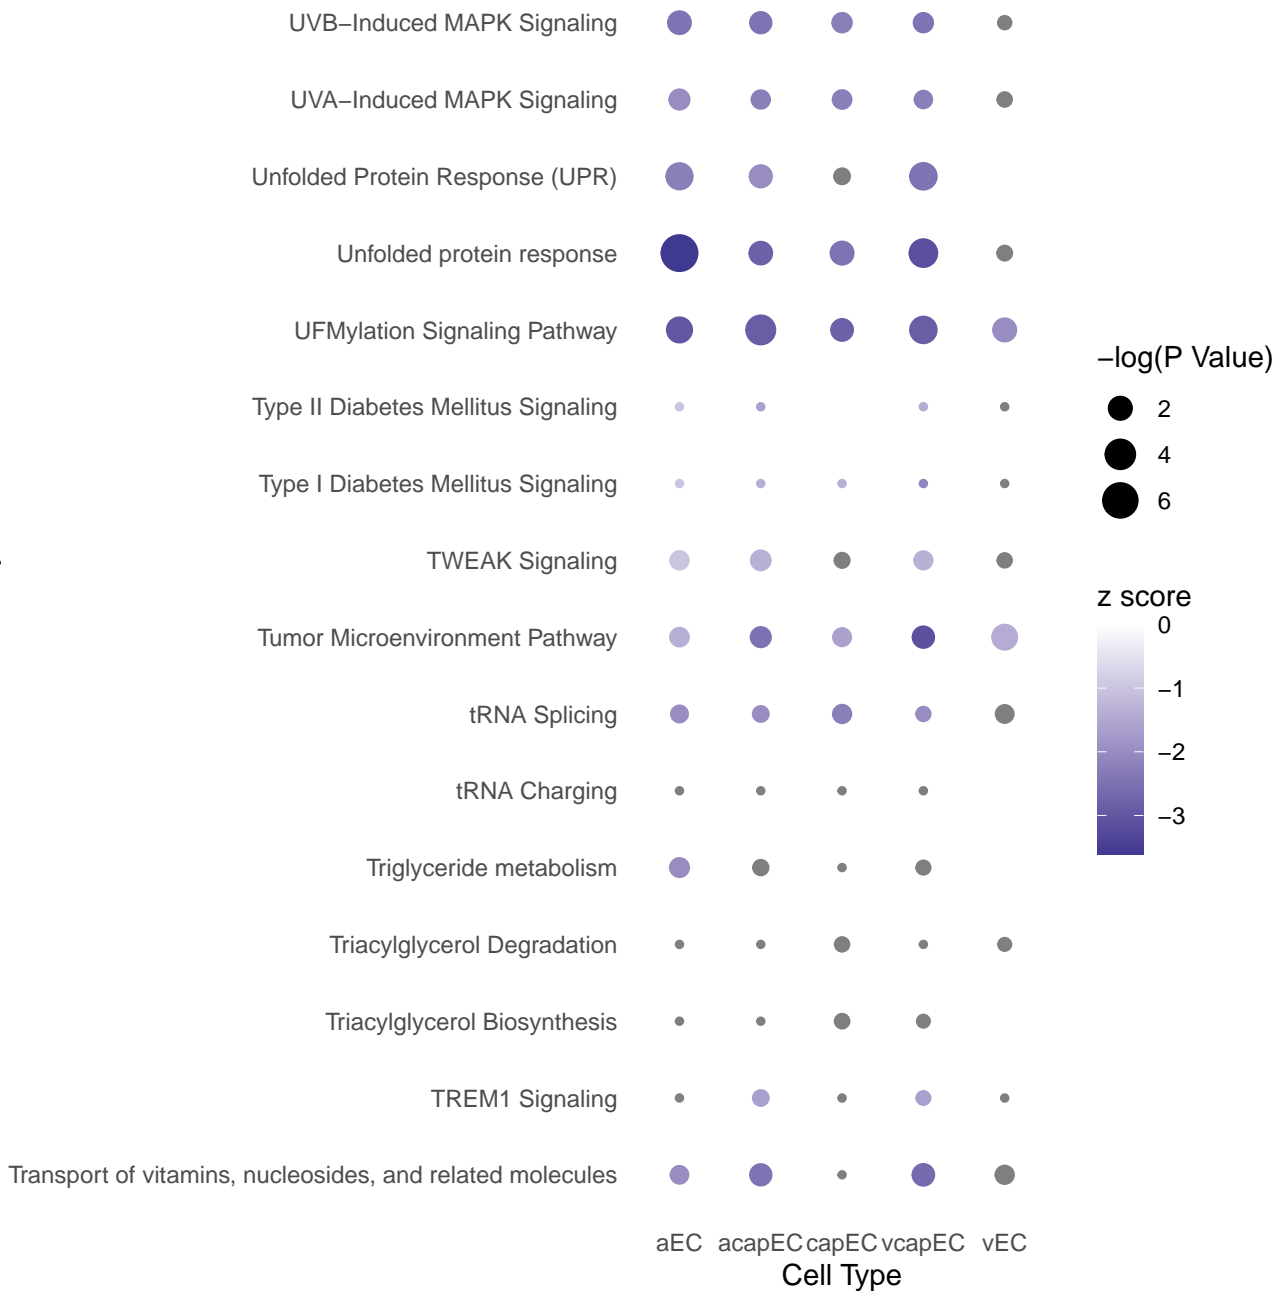 UVB−Induced MAPK Signaling
UVA−Induced MAPK Signaling
Unfolded Protein Response (UPR)
Unfolded protein response
UFMylation Signaling Pathway
Type II Diabetes Mellitus Signaling
Type I Diabetes Mellitus Signaling
TWEAK Signaling
Tumor Microenvironment Pathway
tRNA Splicing
tRNA Charging
Triglyceride metabolism
Triacylglycerol Degradation
Triacylglycerol Biosynthesis
TREM1 Signaling
Transport of vitamins, nucleosides, and related molecules
aEC acapEC capEC vcapEC vEC
Cell Type
−log(P Value)
2
4
6
z score
0
−1
−2
−3